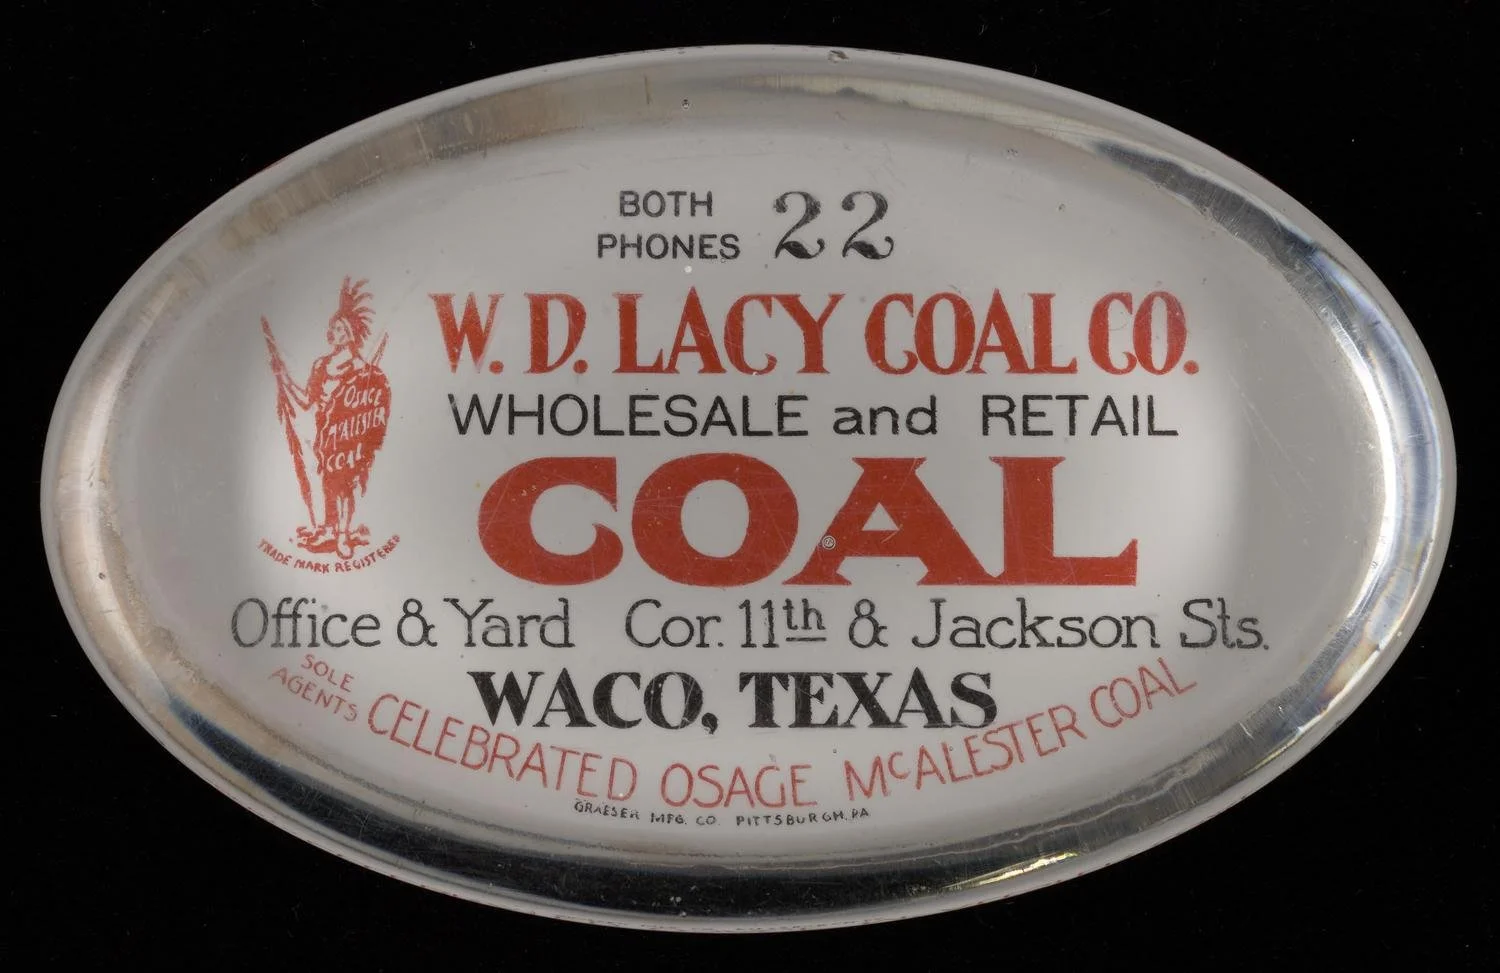 BOTH
PHONES 22
W. D. LACY COAL CO.
WHOLESALE and RETAIL
COAL
OSAGE
McALESTER
COAL
TRADE MARK REGISTERED
Office & Yard Cor. 11th & Jackson Sts.
WACO, TEXAS
SOLE
AGENTS CELEBRATED OSAGE McALESTER COAL
GRAESER MFG. CO. PITTSBURGH, PA